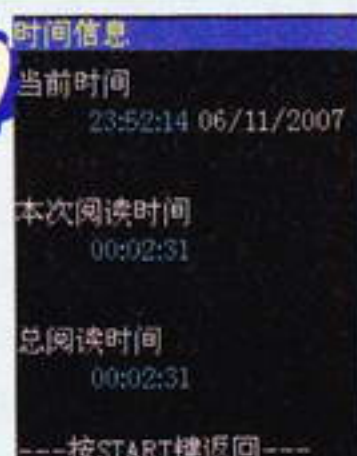 时间信息
当前时间
23:52:14 06/11/2007
本次阅读时间
00:02:31
总阅读时间
00:02:31
---按START键返回---